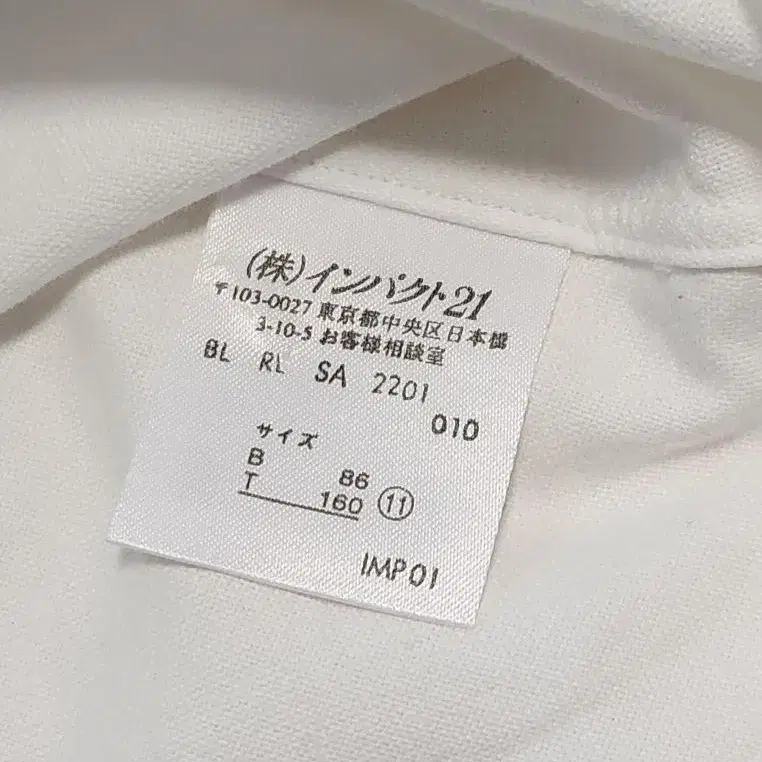 (株)インパクト21
〒103-0027 東京都中央区日本橋
3-10-5 お客様相談室
BL RL SA 2201
010
サイズ
B 86
T 160 ⑪
IMP01